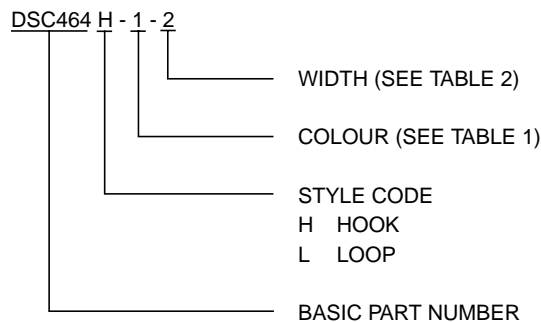 DSC464 H - 1 - 2
WIDTH (SEE TABLE 2)
COLOUR (SEE TABLE 1)
STYLE CODE
H HOOK
L LOOP
BASIC PART NUMBER